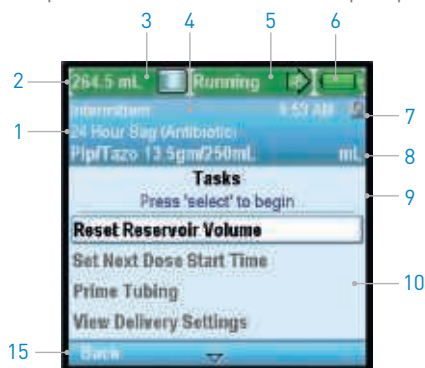 3 4 5 6
2 264.5 mL Running
Intermittent 4:53 AM 7
1 24 Hour Bag (Antibiotic)
Pip/Tazo 13.5gm/250mL mL 8
Tasks 9
Press 'select' to begin
Reset Reservoir Volume
Set Next Dose Start Time
Prime Tubing 10
View Delivery Settings
15 Back